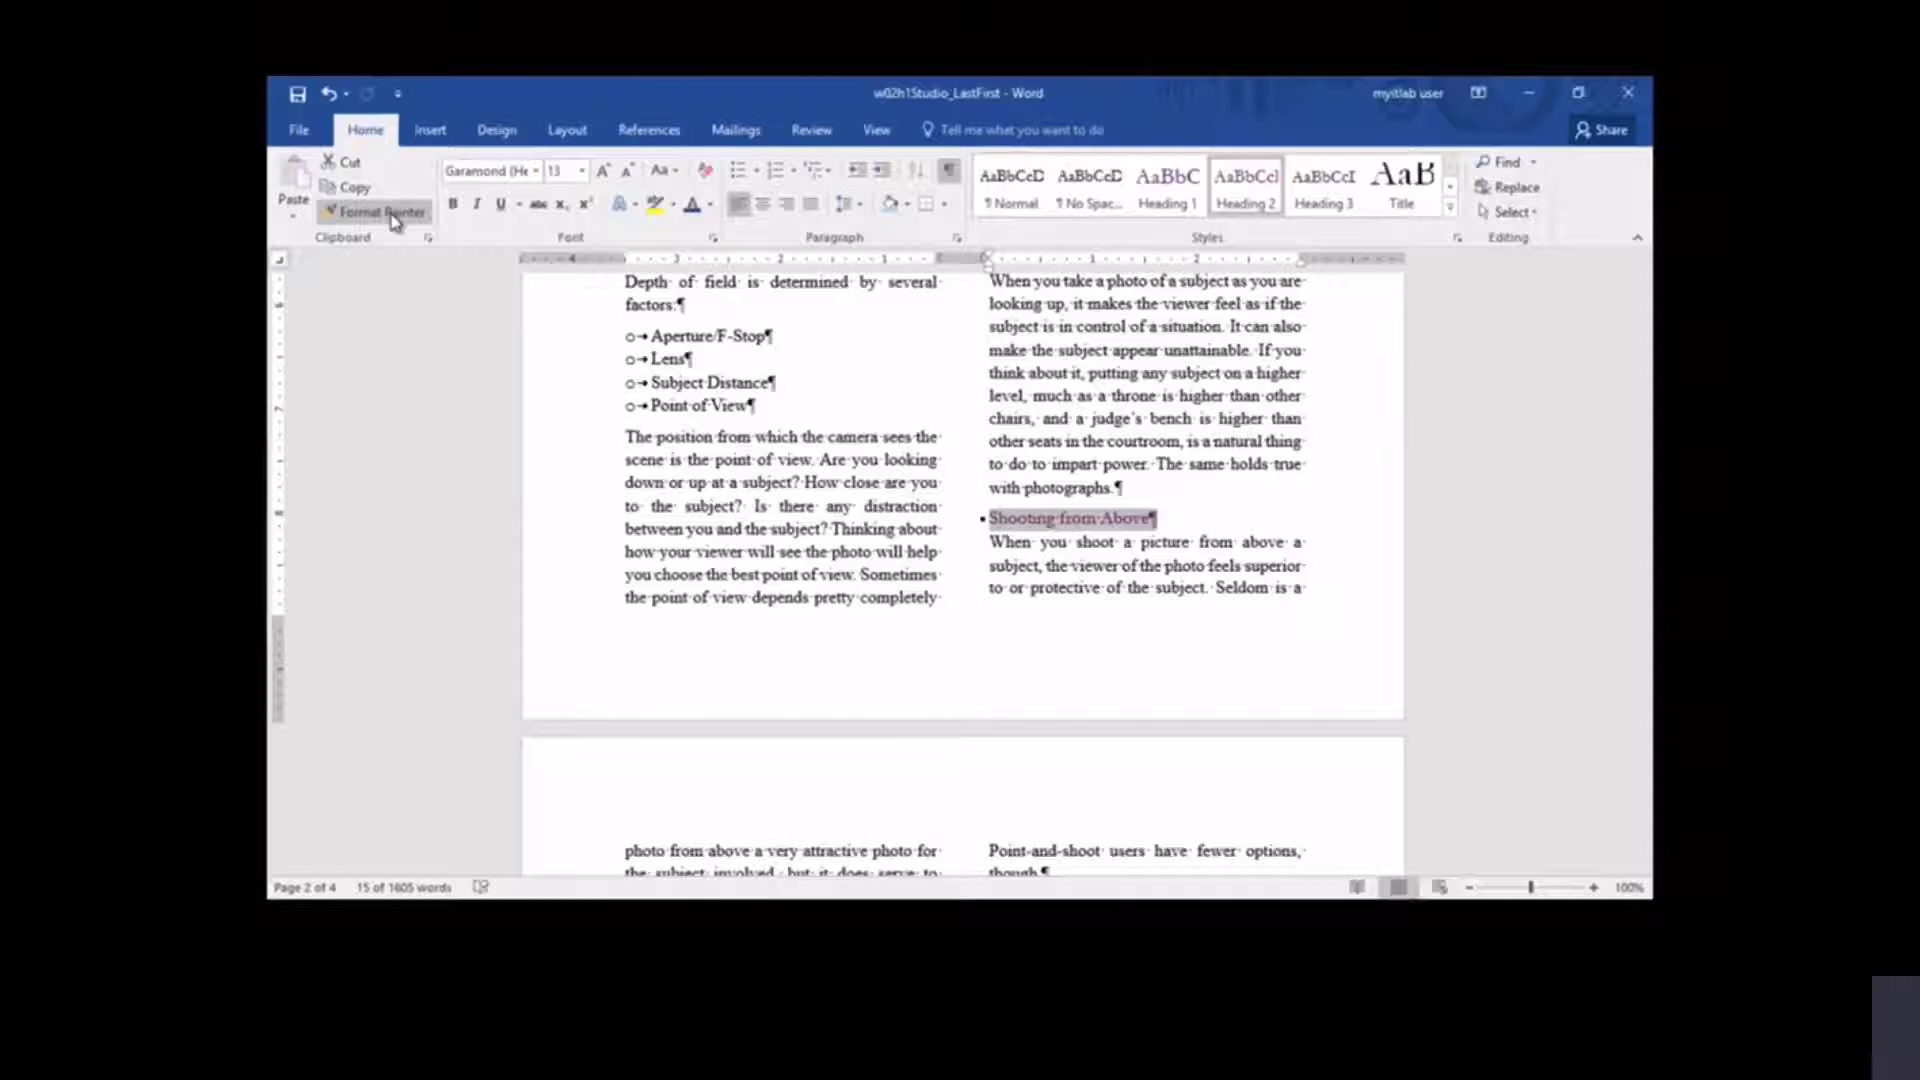 w02h1Studio_LastFirst - Word
myitlab user
File Home Insert Design Layout References Mailings Review View Tell me what you want to do Share
Paste
Cut
Copy
Format Painter
Clipboard
Garamond (He 13
Font
Paragraph
AaBbCcD AaBbCcD AaBbC AaBbCcI AaBbCcI AaB
¶ Normal ¶ No Spac... Heading 1 Heading 2 Heading 3 Title
Styles
Find
Replace
Select
Editing
Depth of field is determined by several
factors:¶
o→Aperture/F-Stop¶
o→Lens¶
o→Subject Distance¶
o→Point of View¶
The position from which the camera sees the
scene is the point of view. Are you looking
down or up at a subject? How close are you
to the subject? Is there any distraction
between you and the subject? Thinking about
how your viewer will see the photo will help
you choose the best point of view. Sometimes
the point of view depends pretty completely
When you take a photo of a subject as you are
looking up, it makes the viewer feel as if the
subject is in control of a situation. It can also
make the subject appear unattainable. If you
think about it, putting any subject on a higher
level, much as a throne is higher than other
chairs, and a judge's bench is higher than
other seats in the courtroom, is a natural thing
to do to impart power. The same holds true
with photographs.¶
Shooting from Above¶
When you shoot a picture from above a
subject, the viewer of the photo feels superior
to or protective of the subject. Seldom is a
photo from above a very attractive photo for
the subject involved, but it does serve to
Point-and-shoot users have fewer options,
though.¶
Page 2 of 4 15 of 1605 words
100%